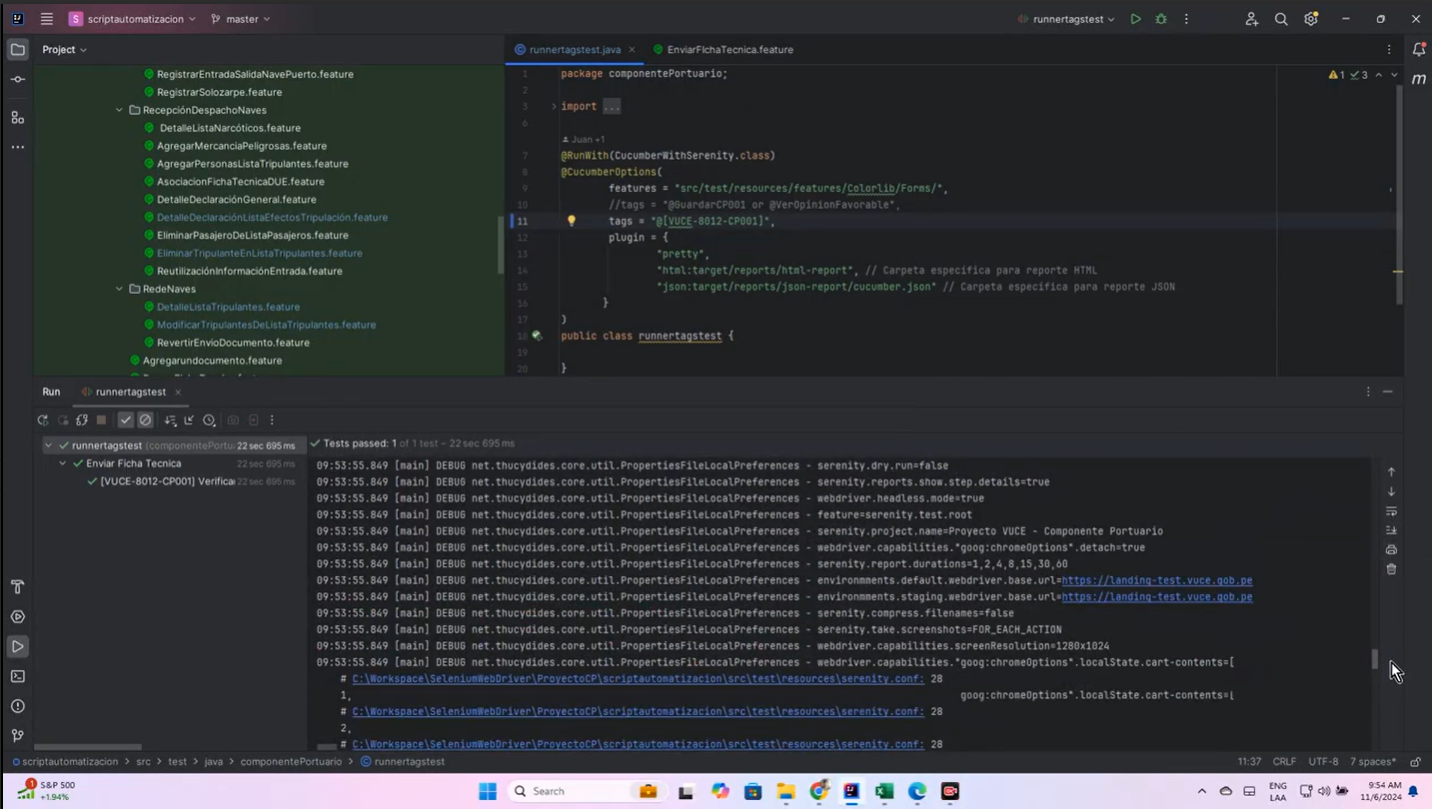 scriptautomatizacion
master
runnertagstest
Project
runnertagstest.java
EnviarFIchaTecnica.feature
RegistrarEntradaSalidaNavePuerto.feature
RegistrarSolozarpe.feature
RecepciónDespachoNaves
DetalleListaNarcóticos.feature
AgregarMercanciaPeligrosas.feature
AgregarPersonasListaTripulantes.feature
AsociacionFichaTecnicaDUE.feature
DetalleDeclaraciónGeneral.feature
DetalleDeclaraciónListaEfectosTripulación.feature
EliminarPasajeroDeListaPasajeros.feature
EliminarTripulanteEnListaTripulantes.feature
ReutilizaciónInformaciónEntrada.feature
RedeNaves
DetalleListaTripulantes.feature
ModificarTripulantesDeListaTripulantes.feature
RevertirEnvioDocumento.feature
Agregarundocumento.feature
1 package componentePortuario;
2
3 import ...
6
Juan +1
7 @RunWith(CucumberWithSerenity.class)
8 @CucumberOptions(
9 features = "src/test/resources/features/Colorlib/Forms/",
10 //tags = "@GuardarCP001 or @VerOpinionFavorable",
11 tags = "@[VUCE-8012-CP001]",
12 plugin = {
13 "pretty",
14 "html:target/reports/html-report", // Carpeta específica para reporte HTML
15 "json:target/reports/json-report/cucumber.json" // Carpeta específica para reporte JSON
16 }
17 )
18 public class runnertagstest {
19
20 }
1 3
Run
runnertagstest
runnertagstest (componentePortu 22 sec 695 ms
Enviar Ficha Tecnica 22 sec 695 ms
[VUCE-8012-CP001] Verifica 22 sec 695 ms
Tests passed: 1 of 1 test – 22 sec 695 ms
09:53:55.849 [main] DEBUG net.thucydides.core.util.PropertiesFileLocalPreferences - serenity.dry.run=false
09:53:55.849 [main] DEBUG net.thucydides.core.util.PropertiesFileLocalPreferences - serenity.reports.show.step.details=true
09:53:55.849 [main] DEBUG net.thucydides.core.util.PropertiesFileLocalPreferences - webdriver.headless.mode=true
09:53:55.849 [main] DEBUG net.thucydides.core.util.PropertiesFileLocalPreferences - feature=serenity.test.root
09:53:55.849 [main] DEBUG net.thucydides.core.util.PropertiesFileLocalPreferences - serenity.project.name=Proyecto VUCE - Componente Portuario
09:53:55.849 [main] DEBUG net.thucydides.core.util.PropertiesFileLocalPreferences - webdriver.capabilities."goog:chromeOptions".detach=true
09:53:55.849 [main] DEBUG net.thucydides.core.util.PropertiesFileLocalPreferences - serenity.report.durations=1,2,4,8,15,30,60
09:53:55.849 [main] DEBUG net.thucydides.core.util.PropertiesFileLocalPreferences - environmments.default.webdriver.base.url=https://landing-test.vuce.gob.pe
09:53:55.849 [main] DEBUG net.thucydides.core.util.PropertiesFileLocalPreferences - environmments.staging.webdriver.base.url=https://landing-test.vuce.gob.pe
09:53:55.849 [main] DEBUG net.thucydides.core.util.PropertiesFileLocalPreferences - serenity.compress.filenames=false
09:53:55.849 [main] DEBUG net.thucydides.core.util.PropertiesFileLocalPreferences - serenity.take.screenshots=FOR_EACH_ACTION
09:53:55.849 [main] DEBUG net.thucydides.core.util.PropertiesFileLocalPreferences - webdriver.capabilities.screenResolution=1280x1024
09:53:55.849 [main] DEBUG net.thucydides.core.util.PropertiesFileLocalPreferences - webdriver.capabilities."goog:chromeOptions".localState.cart-contents=[
# C:\Workspace\SeleniumWebDriver\ProyectoCP\scriptautomatizacion\src\test\resources\serenity.conf: 28
1, goog:chromeOptions".localState.cart-contents=[
# C:\Workspace\SeleniumWebDriver\ProyectoCP\scriptautomatizacion\src\test\resources\serenity.conf: 28
2,
# C:\Workspace\SeleniumWebDriver\ProyectoCP\scriptautomatizacion\src\test\resources\serenity.conf: 28
scriptautomatizacion > src > test > java > componentePortuario > runnertagstest
11:37 CRLF UTF-8 7 spaces*
1
S&P 500
+1.94%
Search
ENG
LAA
9:54 AM
11/6/2024